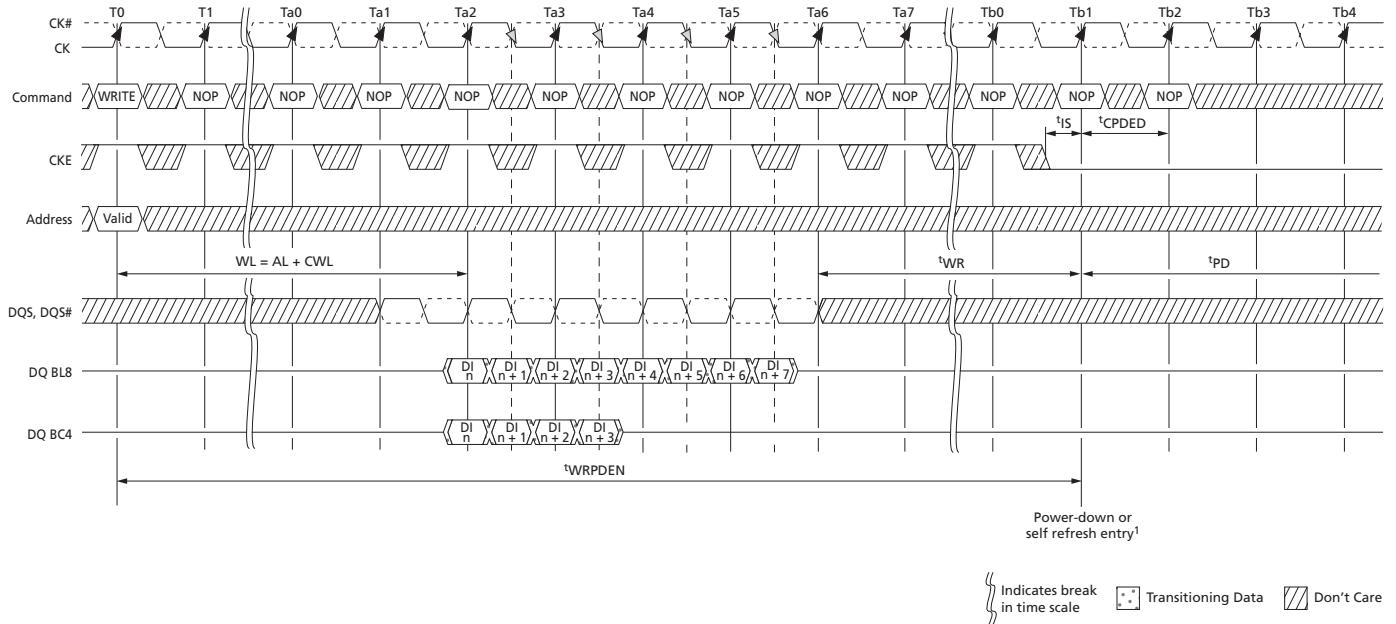 T0 T1 Ta0 Ta1 Ta2 Ta3 Ta4 Ta5 Ta6 Ta7 Tb0 Tb1 Tb2 Tb3 Tb4
CK#
CK
Command WRITE NOP NOP NOP NOP NOP NOP NOP NOP NOP NOP NOP NOP
tIS tCPDED
CKE
Address Valid
WL = AL + CWL tWR tPD
DQS, DQS#
DQ BL8 DI n DI n + 1 DI n + 2 DI n + 3 DI n + 4 DI n + 5 DI n + 6 DI n + 7
DQ BC4 DI n DI n + 1 DI n + 2 DI n + 3
tWRPDEN
Power-down or
self refresh entry1
Indicates break
in time scale
Transitioning Data
Don't Care